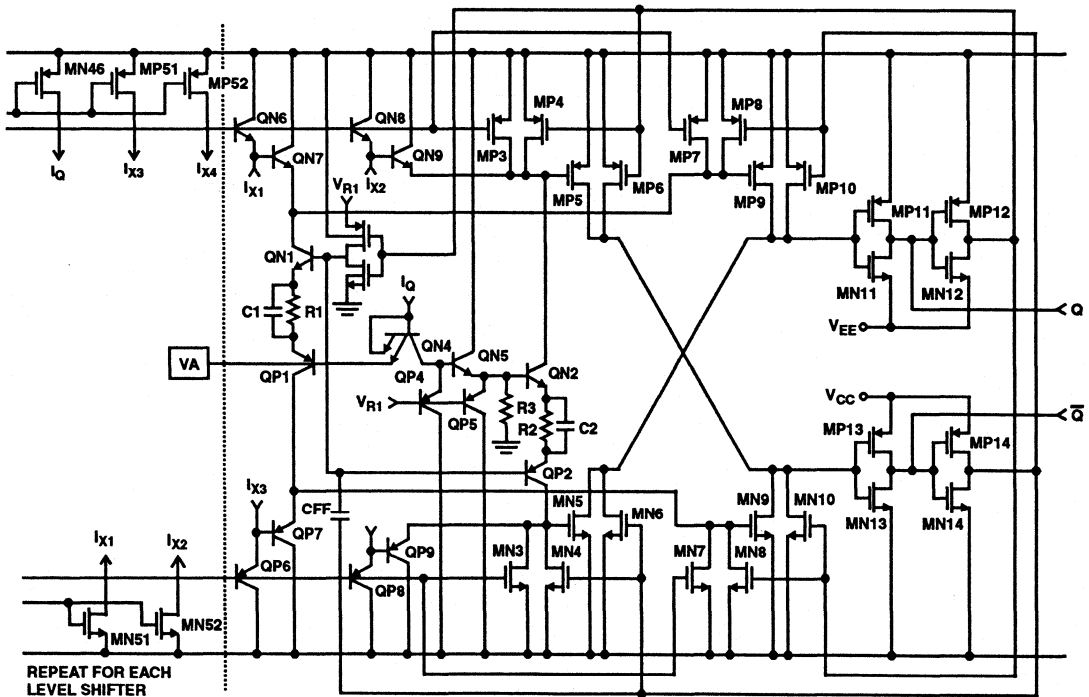 MN46
MP51
MP52
IQ
IX3
IX4
QN6
QN7
IX1
QN8
QN9
IX2
MP4
MP3
MP5
MP6
MP8
MP7
MP9
MP10
MP11
MP12
MN11
MN12
VEE
Q
VR1
QN1
C1
R1
IQ
QN4
VA
QP1
QP4
QN5
QN2
VR1
QP5
R3
R2
C2
VCC
Q̅
MP13
MP14
MN13
MN14
QP2
CFF
IX3
QP7
QP6
QP9
QP8
MN5
MN6
MN3
MN4
MN9
MN10
MN7
MN8
IX1
IX2
MN51
MN52
REPEAT FOR EACH
LEVEL SHIFTER